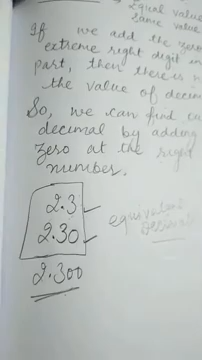 Equal value
Same value
If we add the zero
extreme right digit in
part, then there is
the value of decim
So, we can find
decimal by adding
zero at the right
number.
2.3
2.30
equivalent
decimal
2.300